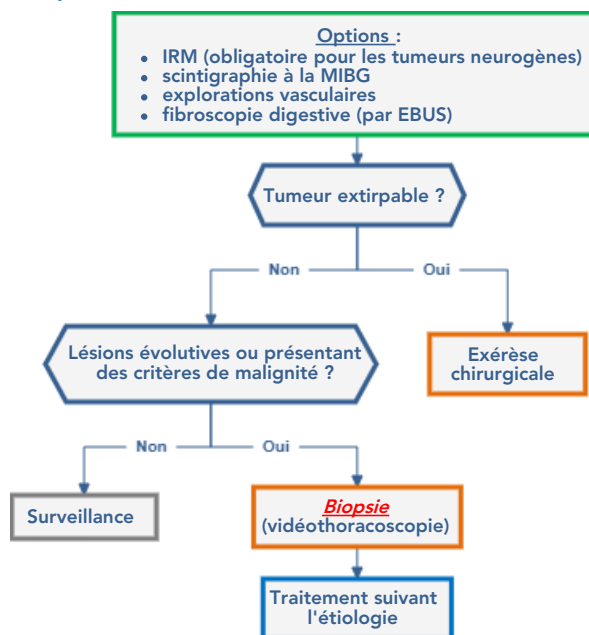 Options :
• IRM (obligatoire pour les tumeurs neurogènes)
• scintigraphie à la MIBG
• explorations vasculaires
• fibroscopie digestive (par EBUS)
Tumeur extirpable ?
Non
Oui
Lésions évolutives ou présentant
des critères de malignité ?
Exérèse
chirurgicale
Non
Oui
Surveillance
Biopsie
(vidéothoracoscopie)
Traitement suivant
l'étiologie